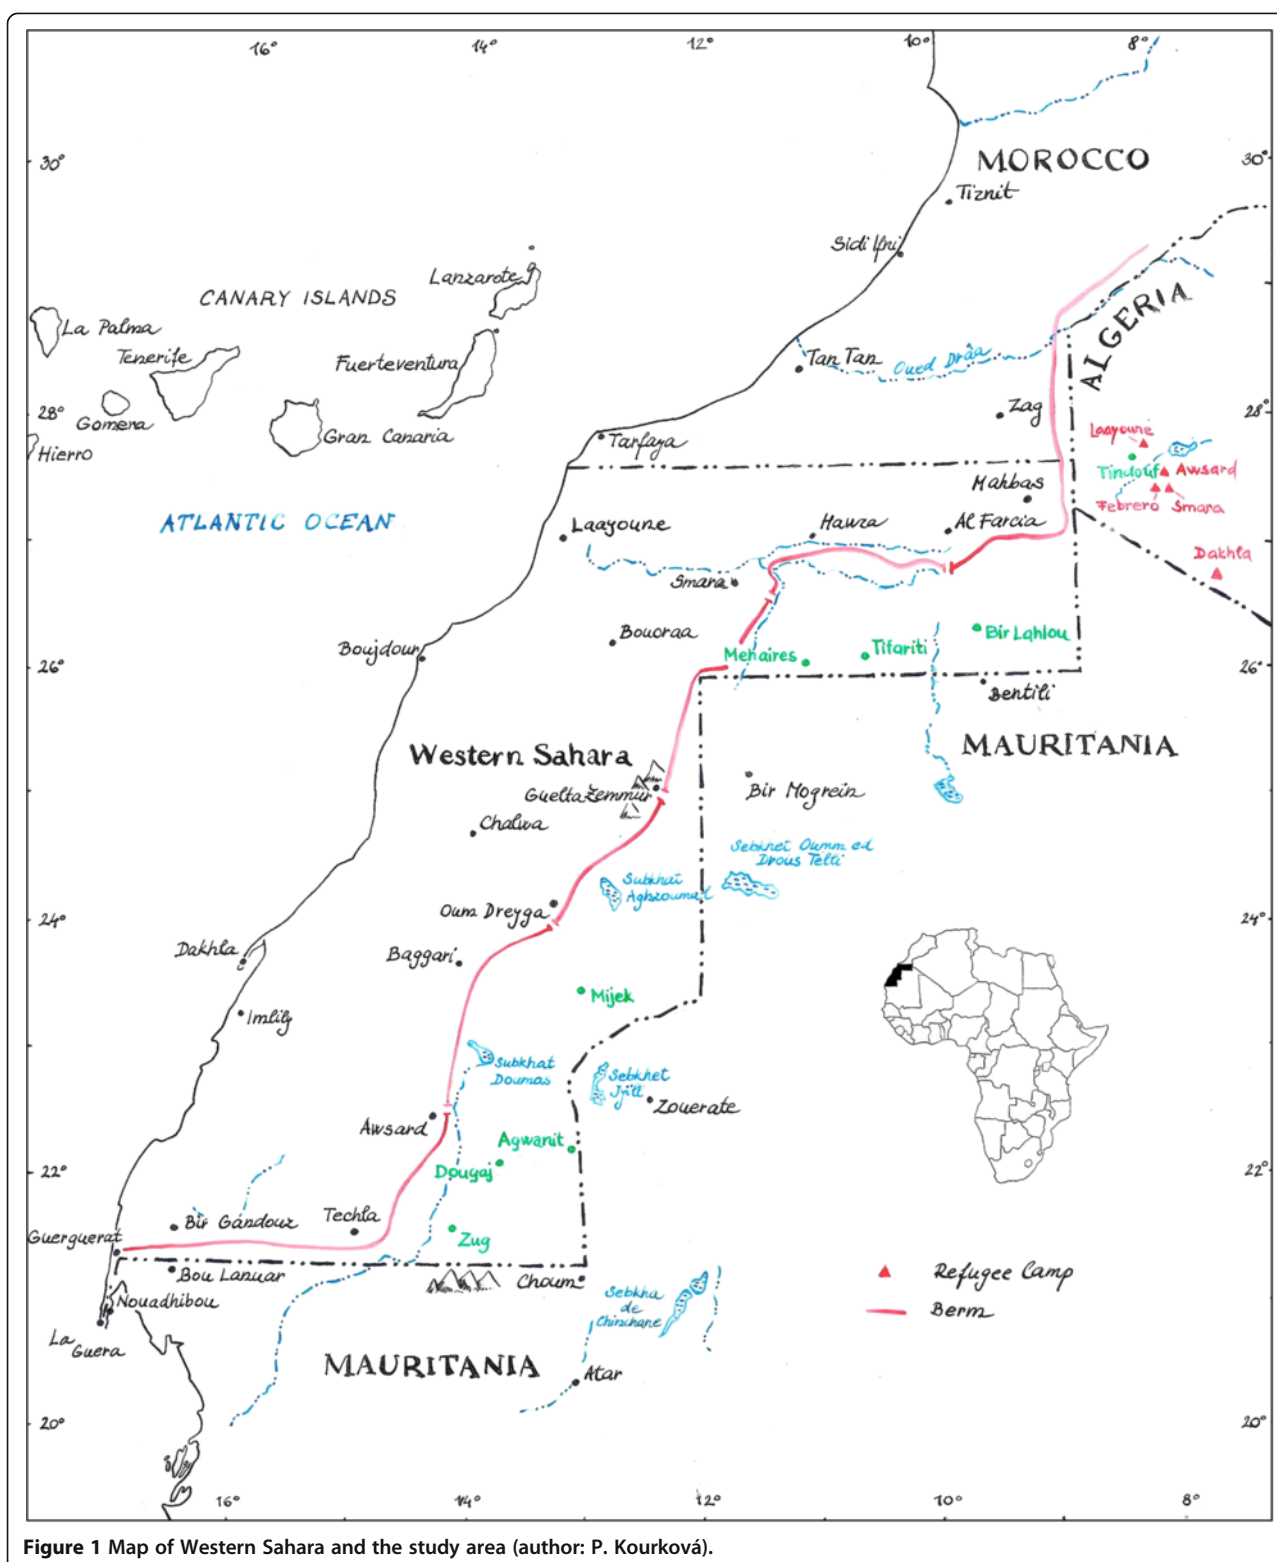 16° 14° 12° 10° 8°
30° MOROCCO 30°
Tiznit
Sidi Ifni
Lanzarote
CANARY ISLANDS
ALGERIA
La Palma
Tenerife
Fuerteventura
Tan Tan
Oued Drâa
Gomera
28° Zag 28°
Gran Canaria
Tarfaya
Laayoune
Hierro
Tindouf Awsard
Mahbas
Febrero Smara
ATLANTIC OCEAN
Laayoune
Hawza
Al Farcia
Dakhla
Smara
Bouoraa
Bir Lahlou
Boujdour
Mehaires
Tifariti
26° 26°
Bentili
Western Sahara
MAURITANIA
Guelta Zemmur
Bir Mogrein
Chalwa
Sebkhet Oumm ed
Drous Telli
Subkhat
Aghzoumal
Oum Dreyga
24° 24°
Dakhla
Baggari
Mijek
Imlily
Subkhat
Doumas
Sebkhet
Ijill
Zouerate
Awsard
Agwanit
Dougaj
22° 22°
Techla
Bir Gandouz
Guerguerat
Zug
Bou Lanuar
Choum
Refugee Camp
Nouadhibou
Sebkha
de
Chinchane
Berm
La
Guera
MAURITANIA
Atar
20° 20°
16° 14° 12° 10° 8°
Figure 1 Map of Western Sahara and the study area (author: P. Kourková).